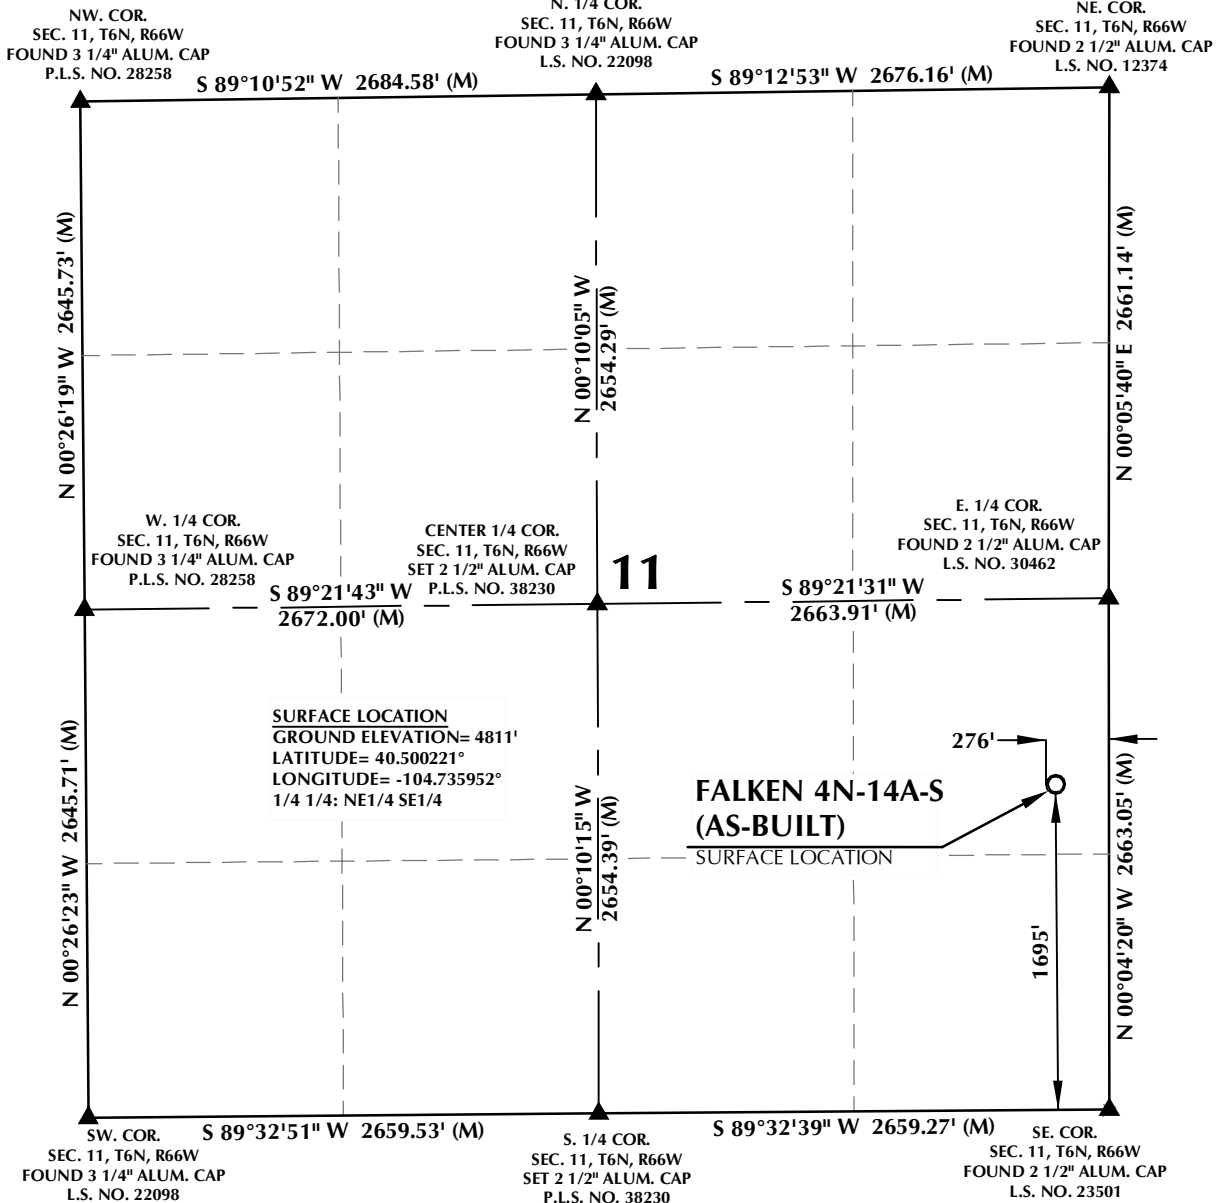 NW. COR.
SEC. 11, T6N, R66W
FOUND 3 1/4" ALUM. CAP
P.L.S. NO. 28258
N. 1/4 COR.
SEC. 11, T6N, R66W
FOUND 3 1/4" ALUM. CAP
L.S. NO. 22098
NE. COR.
SEC. 11, T6N, R66W
FOUND 2 1/2" ALUM. CAP
L.S. NO. 12374
S 89°10'52" W 2684.58' (M)
S 89°12'53" W 2676.16' (M)
N 00°26'19" W 2645.73' (M)
N 00°10'05" W
2654.29' (M)
N 00°05'40" E 2661.14' (M)
W. 1/4 COR.
SEC. 11, T6N, R66W
FOUND 3 1/4" ALUM. CAP
P.L.S. NO. 28258
CENTER 1/4 COR.
SEC. 11, T6N, R66W
SET 2 1/2" ALUM. CAP
P.L.S. NO. 38230
11
E. 1/4 COR.
SEC. 11, T6N, R66W
FOUND 2 1/2" ALUM. CAP
L.S. NO. 30462
S 89°21'43" W
2672.00' (M)
S 89°21'31" W
2663.91' (M)
SURFACE LOCATION
GROUND ELEVATION= 4811'
LATITUDE= 40.500221°
LONGITUDE= -104.735952°
1/4 1/4: NE1/4 SE1/4
276'
FALKEN 4N-14A-S
(AS-BUILT)
SURFACE LOCATION
N 00°26'23" W 2645.71' (M)
N 00°10'15" W
2654.39' (M)
1695'
N 00°04'20" W 2663.05' (M)
S 89°32'51" W 2659.53' (M)
S 89°32'39" W 2659.27' (M)
SW. COR.
SEC. 11, T6N, R66W
FOUND 3 1/4" ALUM. CAP
L.S. NO. 22098
S. 1/4 COR.
SEC. 11, T6N, R66W
SET 2 1/2" ALUM. CAP
P.L.S. NO. 38230
SE. COR.
SEC. 11, T6N, R66W
FOUND 2 1/2" ALUM. CAP
L.S. NO. 23501